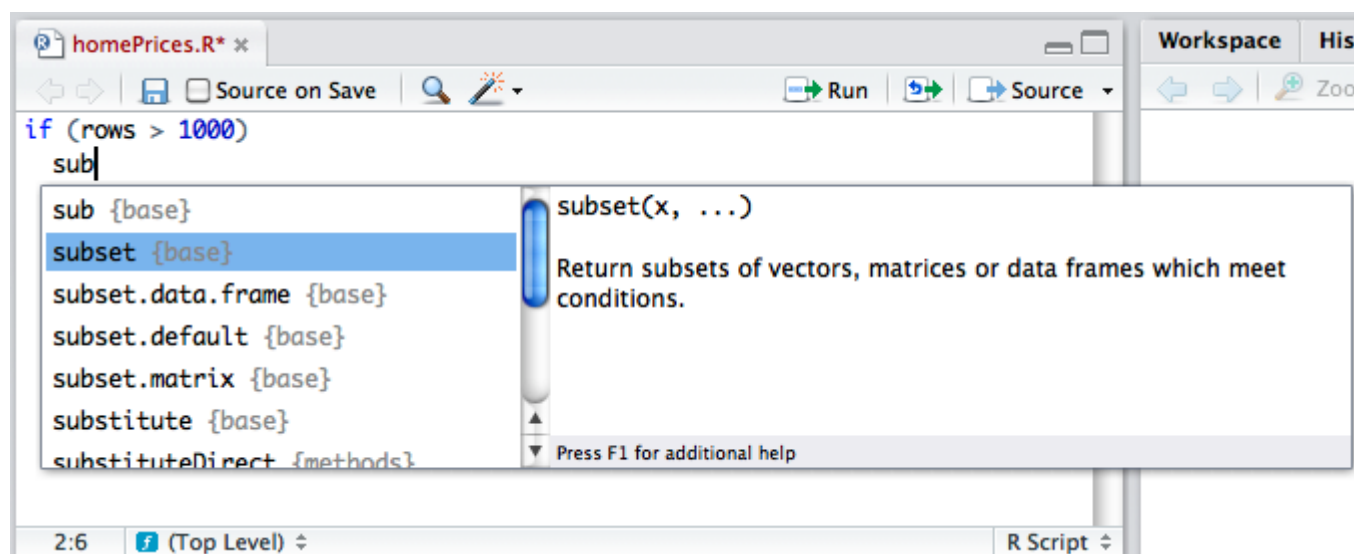 homePrices.R*
Workspace His
Source on Save Run Source Zoo
if (rows > 1000)
sub
sub {base}
subset {base}
subset.data.frame {base}
subset.default {base}
subset.matrix {base}
substitute {base}
substituteDirect {methods}
subset(x, ...)
Return subsets of vectors, matrices or data frames which meet
conditions.
Press F1 for additional help
2:6 (Top Level) R Script